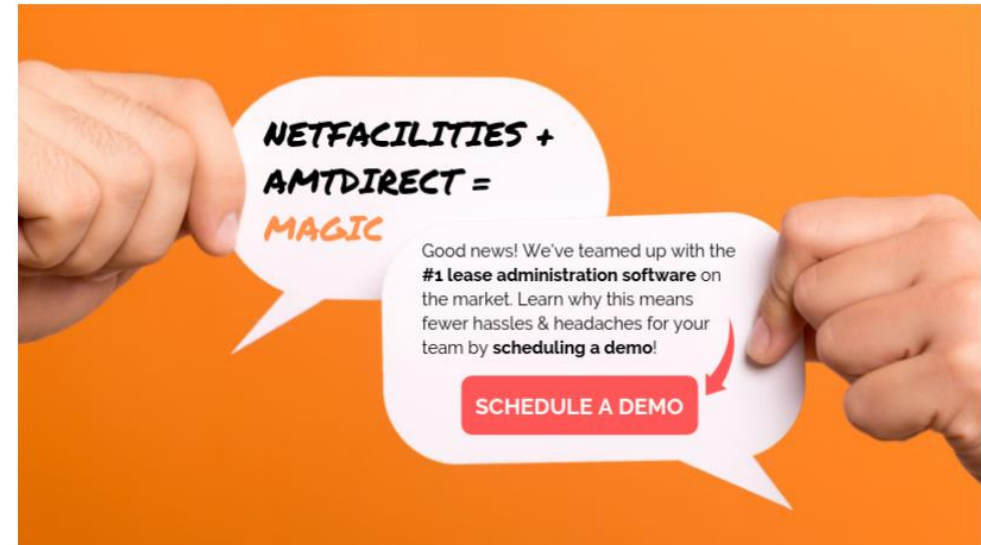 NETFACILITIES +
AMTDIRECT =
MAGIC
Good news! We've teamed up with the
#1 lease administration software on
the market. Learn why this means
fewer hassles & headaches for your
team by scheduling a demo!
SCHEDULE A DEMO